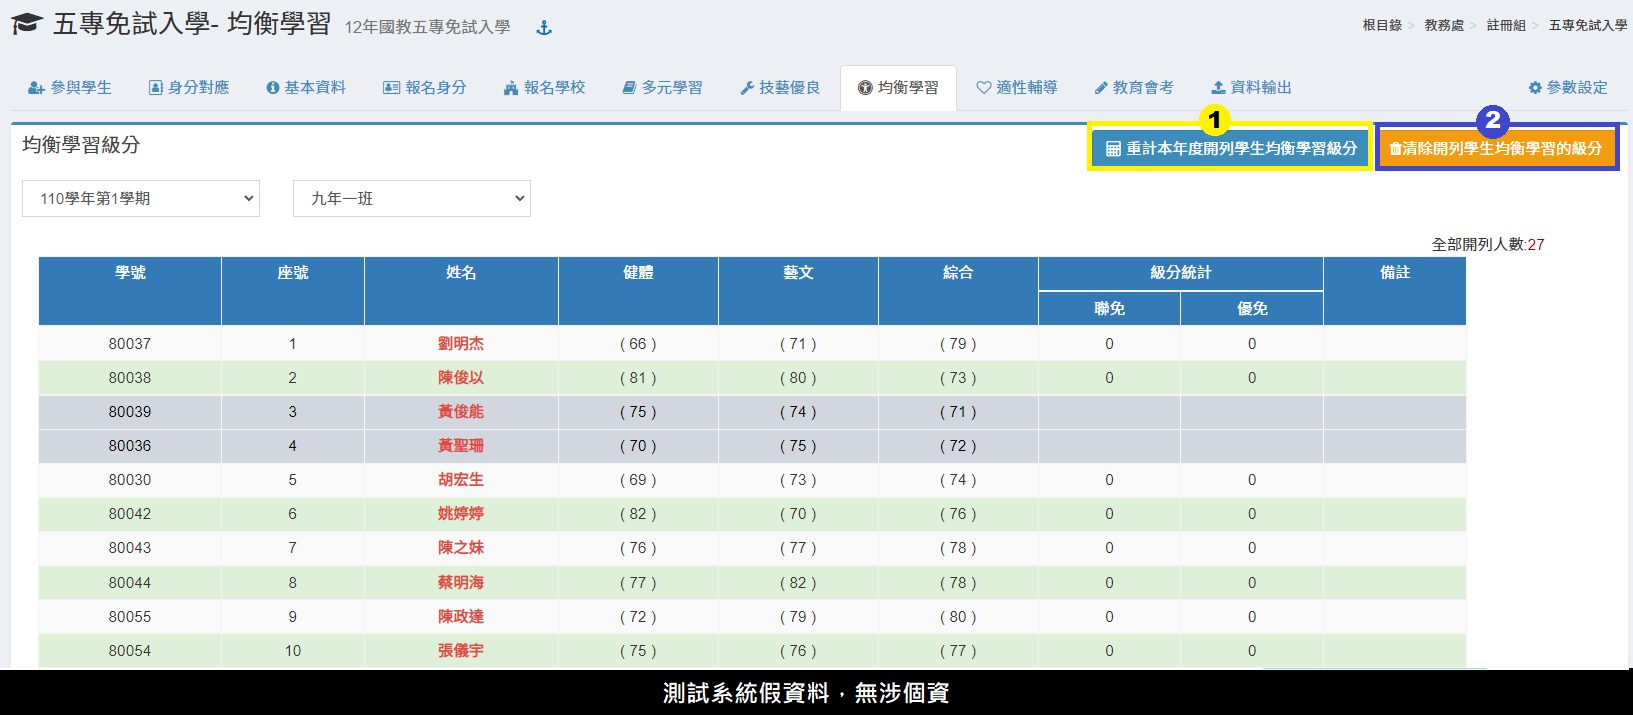 五專免試入學- 均衡學習 12年國教五專免試入學
根目錄 > 教務處 > 註冊組 > 五專免試入學
參與學生 身分對應 基本資料 報名身分 報名學校 多元學習 技藝優良 均衡學習 適性輔導 教育會考 資料輸出 參數設定
1 2
均衡學習級分 重計本年度開列學生均衡學習級分 清除開列學生均衡學習的級分
110學年第1學期 九年一班
全部開列人數:27
學號 座號 姓名 健體 藝文 綜合 級分統計 備註
聯免 優免
80037 1 劉明杰 ( 66 ) ( 71 ) ( 79 ) 0 0
80038 2 陳俊以 ( 81 ) ( 80 ) ( 73 ) 0 0
80039 3 黃俊能 ( 75 ) ( 74 ) ( 71 )
80036 4 黃聖珊 ( 70 ) ( 75 ) ( 72 )
80030 5 胡宏生 ( 69 ) ( 73 ) ( 74 ) 0 0
80042 6 姚婷婷 ( 82 ) ( 70 ) ( 76 ) 0 0
80043 7 陳之妹 ( 76 ) ( 77 ) ( 78 ) 0 0
80044 8 蔡明海 ( 77 ) ( 82 ) ( 78 ) 0 0
80055 9 陳政達 ( 72 ) ( 79 ) ( 80 ) 0 0
80054 10 張儀宇 ( 75 ) ( 76 ) ( 77 ) 0 0
測試系統假資料，無涉個資